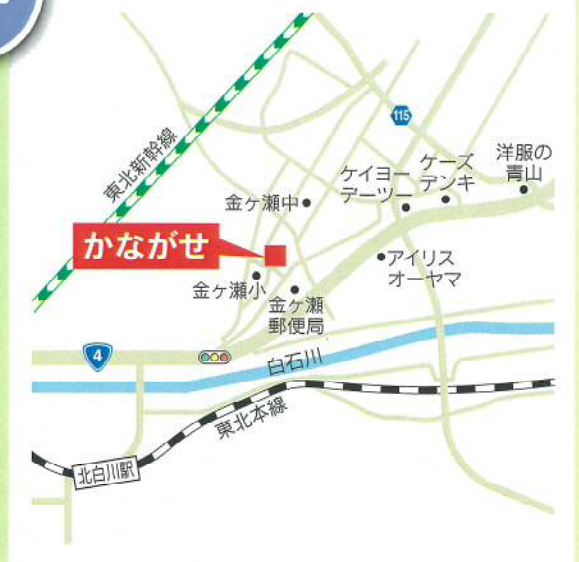 115
東北新幹線
洋服の
青山
ケーズ
デンキ
ケイヨー
デーツー
金ヶ瀬中
かながせ
アイリス
オーヤマ
金ヶ瀬小
金ヶ瀬
郵便局
4
白石川
東北本線
北白川駅